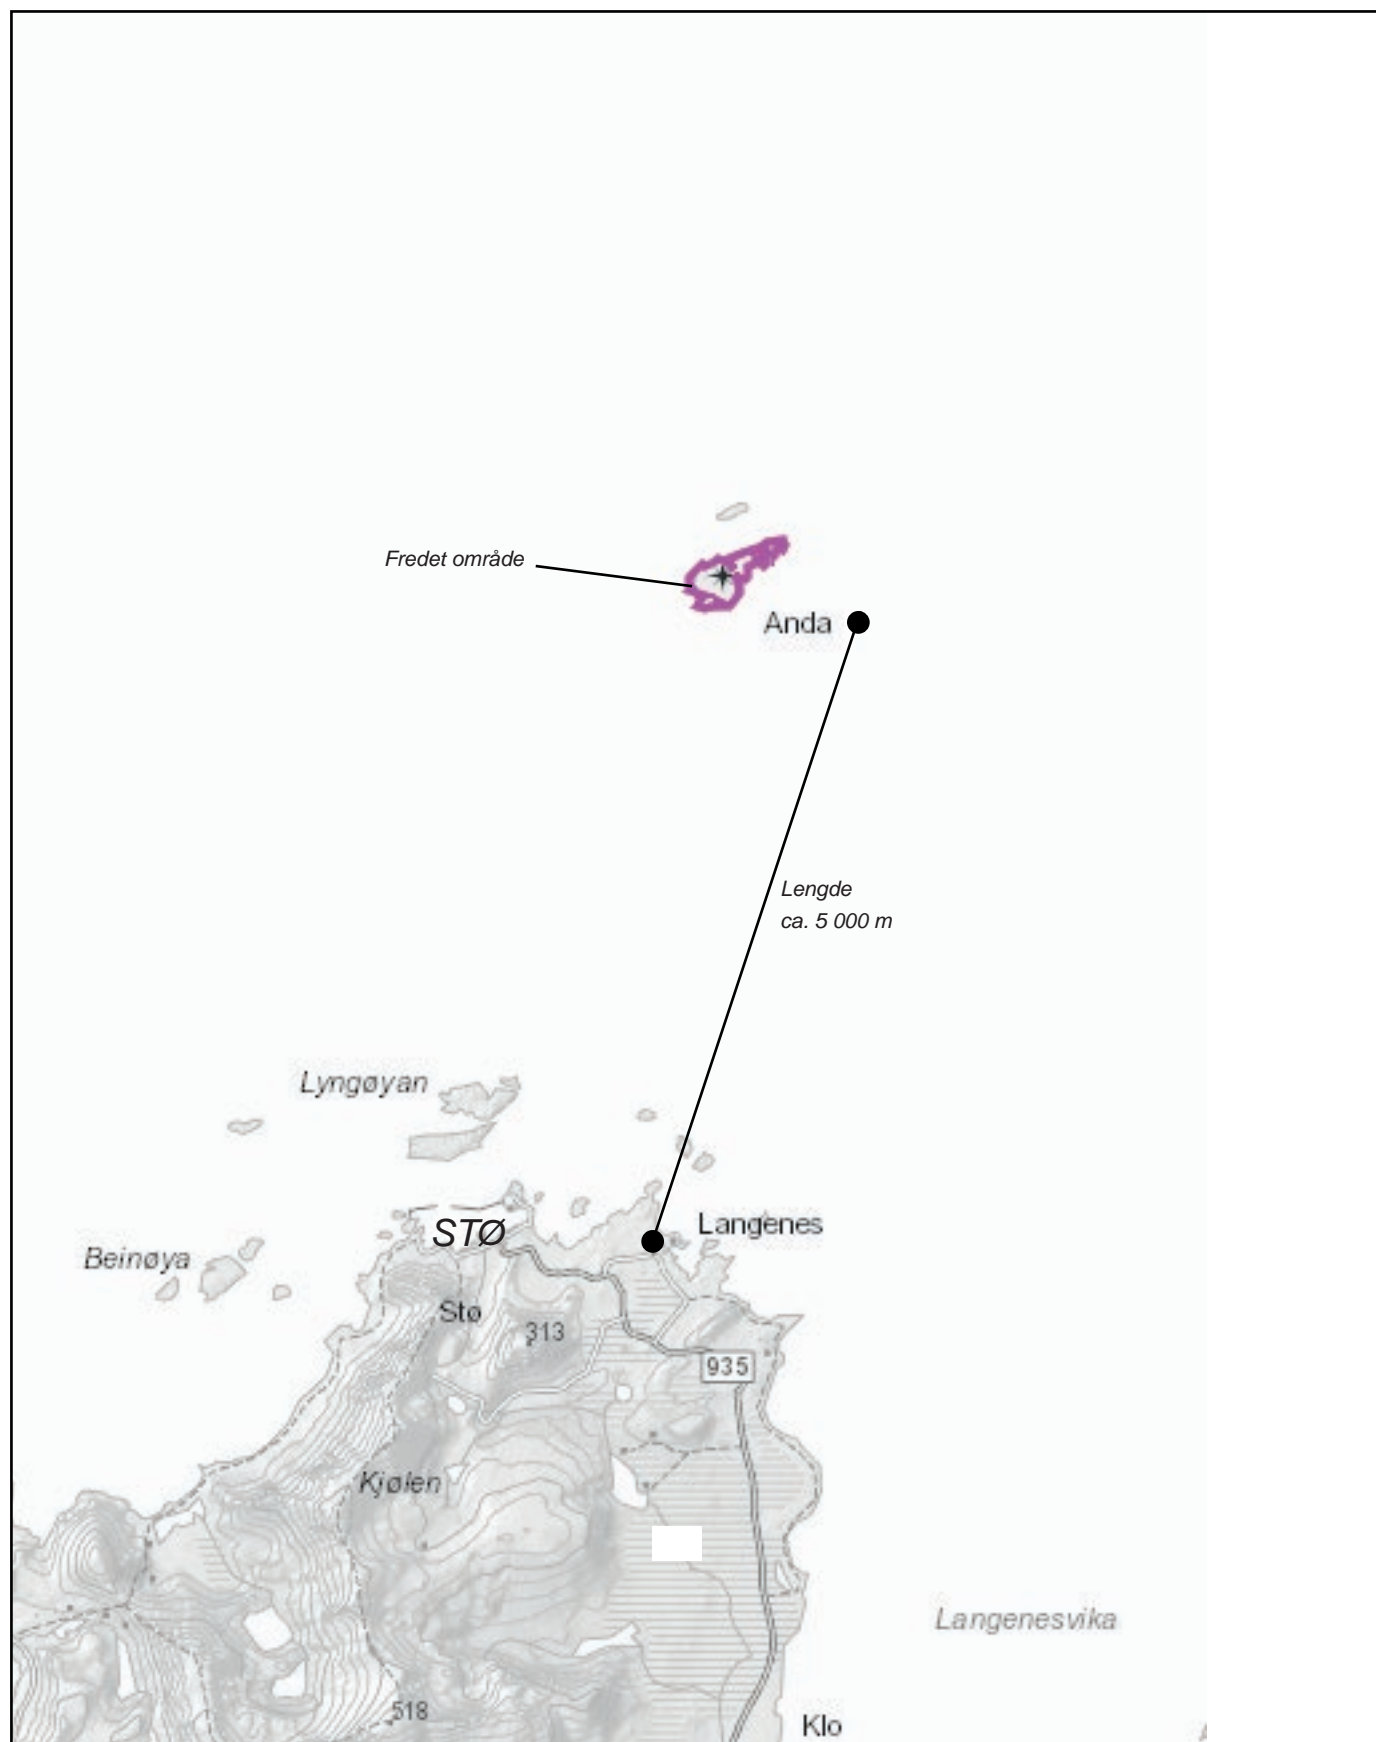 Fredet område
Anda
Lengde
ca. 5 000 m
Lyngøyan
Langenes
STØ
Beinøya
Stø
313
935
Kjølen
Langenesvika
518
Klo